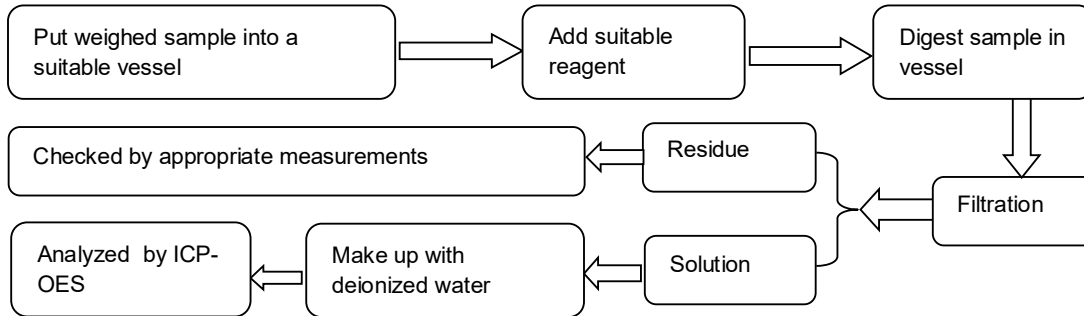 Put weighed sample into a
suitable vessel
Add suitable
reagent
Digest sample in
vessel
Filtration
Residue
Checked by appropriate measurements
Solution
Make up with
deionized water
Analyzed by ICP-
OES